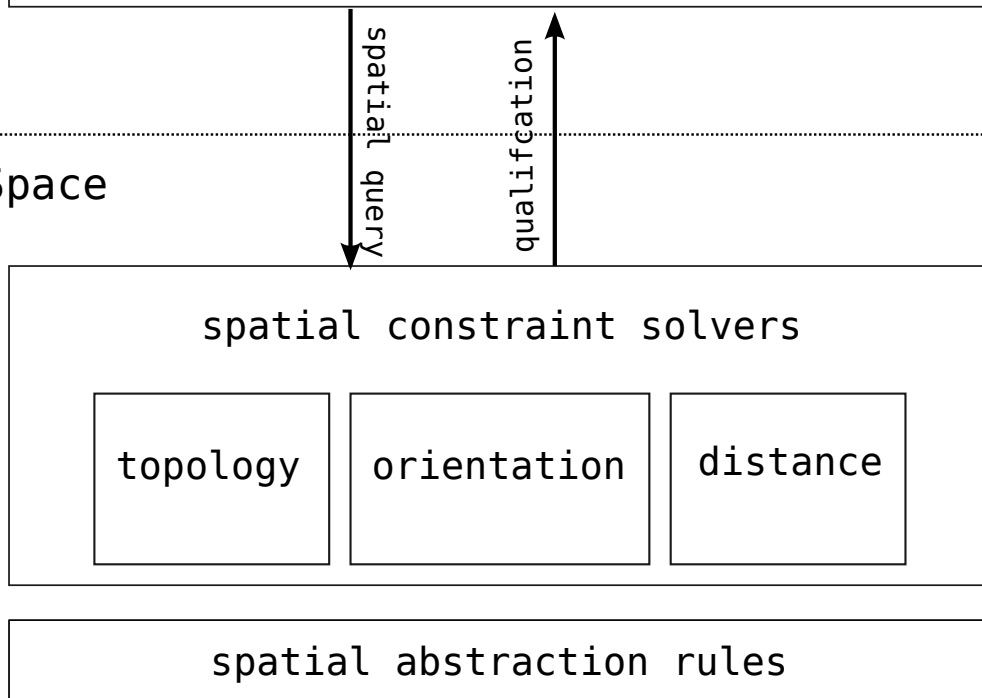 spatial query
qualifcation
Space
spatial constraint solvers
topology
orientation
distance
spatial abstraction rules